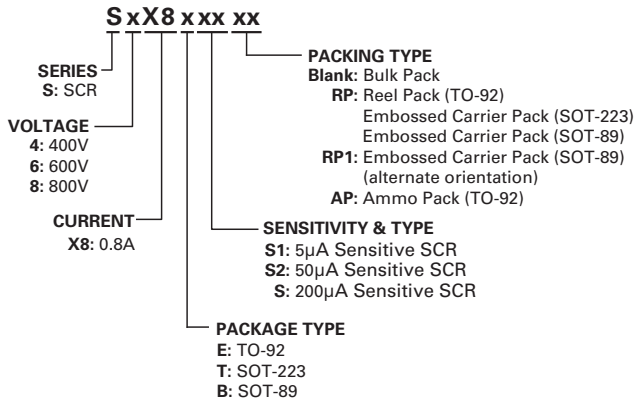 S x X8 x xx xx
PACKING TYPE
Blank: Bulk Pack
RP: Reel Pack (TO-92)
Embossed Carrier Pack (SOT-223)
Embossed Carrier Pack (SOT-89)
RP1: Embossed Carrier Pack (SOT-89)
(alternate orientation)
AP: Ammo Pack (TO-92)
SERIES
S: SCR
VOLTAGE
4: 400V
6: 600V
8: 800V
CURRENT
X8: 0.8A
SENSITIVITY & TYPE
S1: 5μA Sensitive SCR
S2: 50μA Sensitive SCR
S: 200μA Sensitive SCR
PACKAGE TYPE
E: TO-92
T: SOT-223
B: SOT-89